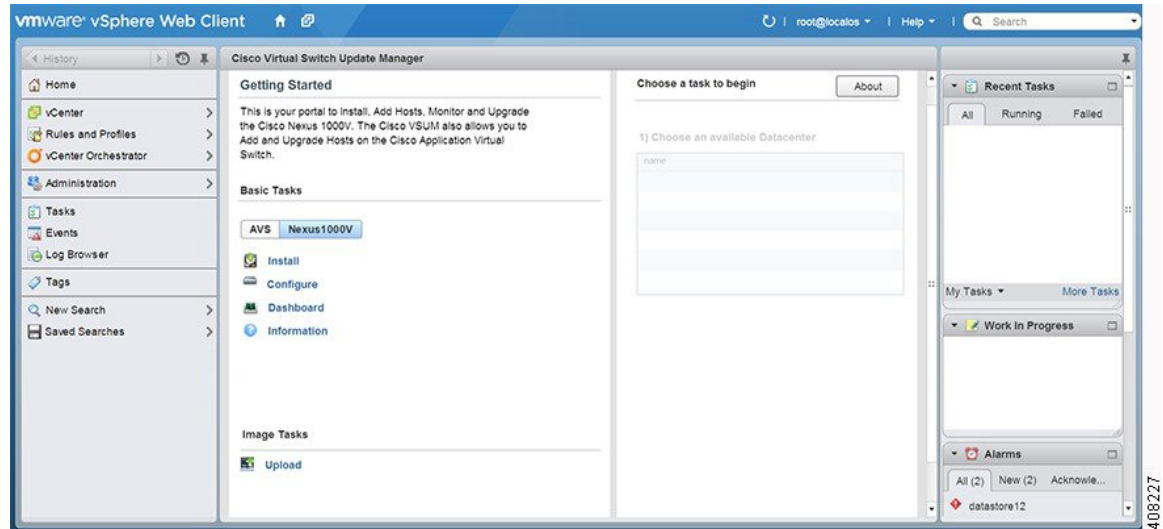 vmware® vSphere Web Client
root@localos
Help
Search
History
Home
vCenter
Rules and Profiles
vCenter Orchestrator
Administration
Tasks
Events
Log Browser
Tags
New Search
Saved Searches
Cisco Virtual Switch Update Manager
Getting Started
This is your portal to Install, Add Hosts, Monitor and Upgrade
the Cisco Nexus 1000V. The Cisco VSUM also allows you to
Add and Upgrade Hosts on the Cisco Application Virtual
Switch.
Basic Tasks
AVS Nexus1000V
Install
Configure
Dashboard
Information
Image Tasks
Upload
Choose a task to begin
About
1) Choose an available Datacenter
name
Recent Tasks
All Running Failed
My Tasks More Tasks
Work In Progress
Alarms
All (2) New (2) Acknowle...
datastore12
408227